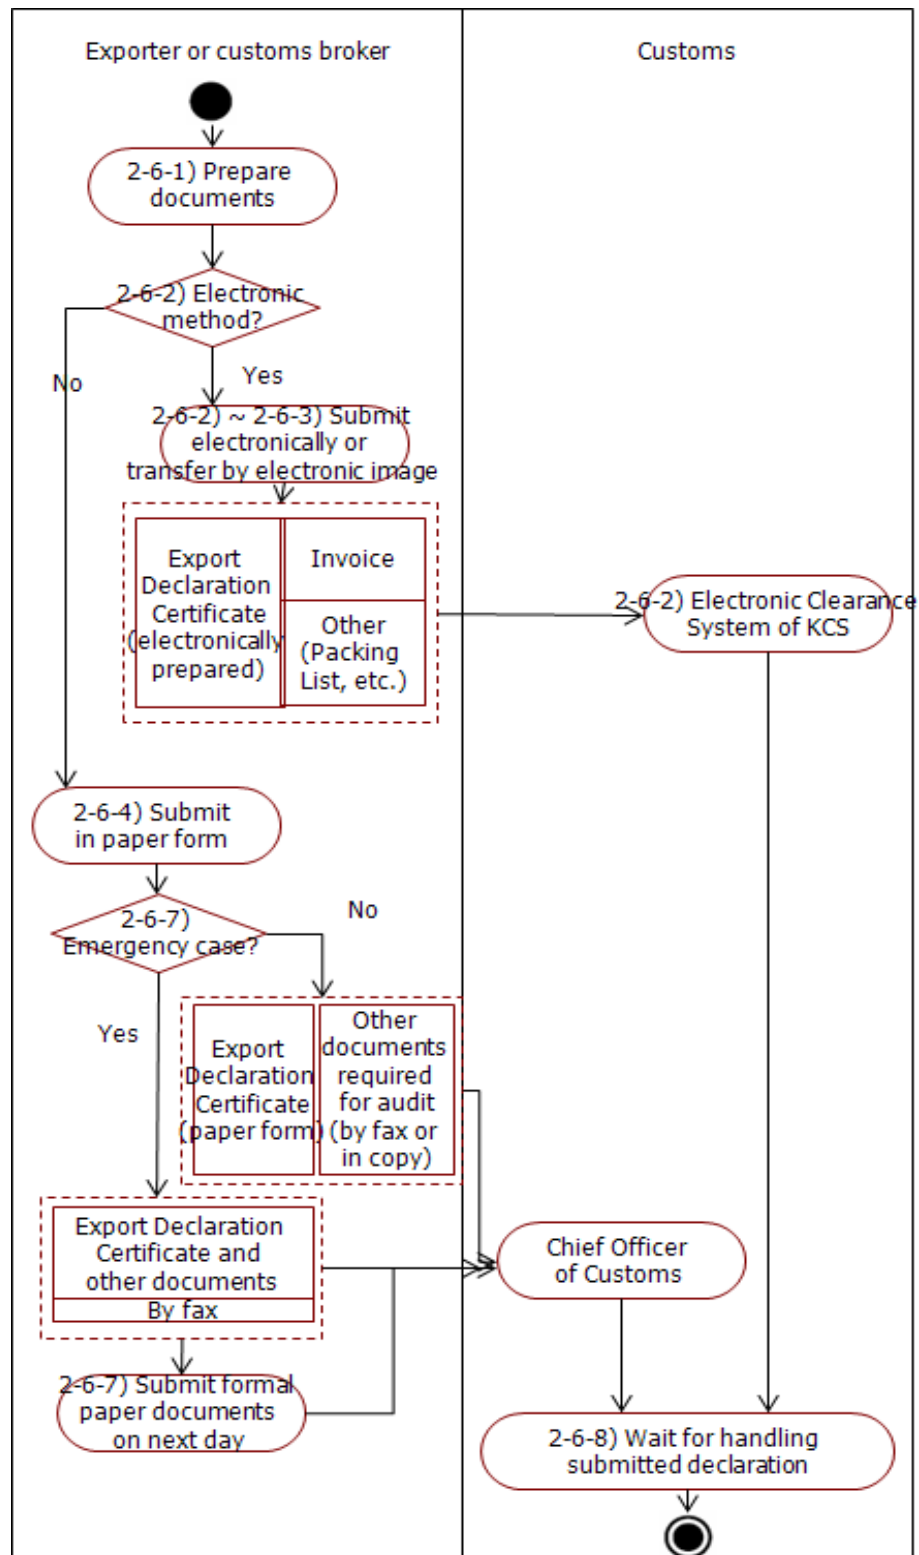 Exporter or customs broker
Customs
2-6-1) Prepare
documents
2-6-2) Electronic
method?
No
Yes
2-6-2) ~ 2-6-3) Submit
electronically or
transfer by electronic image
Export
Declaration
Certificate
(electronically
prepared)
Invoice
Other
(Packing
List, etc.)
2-6-2) Electronic Clearance
System of KCS
2-6-4) Submit
in paper form
2-6-7)
Emergency case?
No
Yes
Export
Declaration
Certificate
(paper form)
Other
documents
required
for audit
(by fax or
in copy)
Export Declaration
Certificate and
other documents
By fax
Chief Officer
of Customs
2-6-7) Submit formal
paper documents
on next day
2-6-8) Wait for handling
submitted declaration